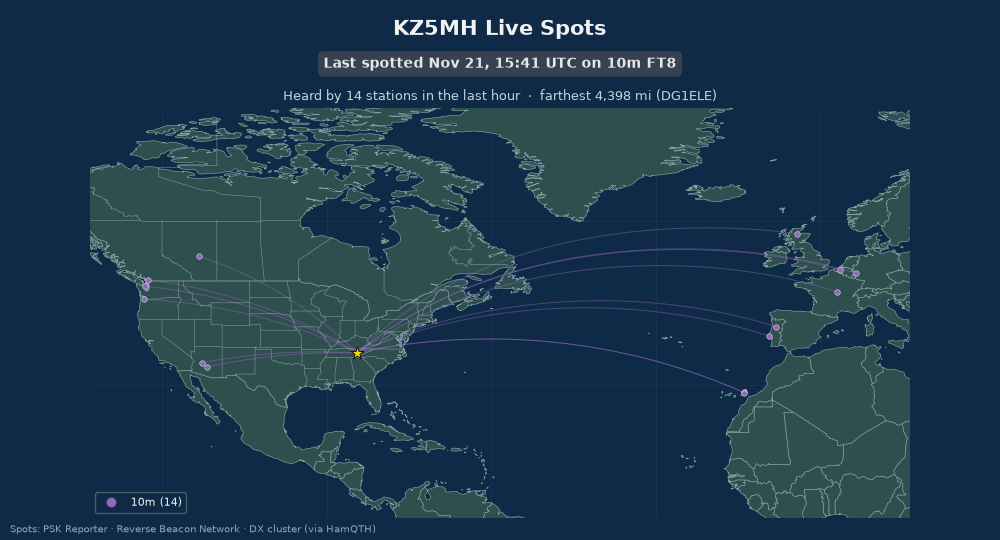 KZ5MH Live Spots
Last spotted Nov 21, 15:41 UTC on 10m FT8
Heard by 14 stations in the last hour · farthest 4,398 mi (DG1ELE)
10m (14)
Spots: PSK Reporter · Reverse Beacon Network · DX cluster (via HamQTH)